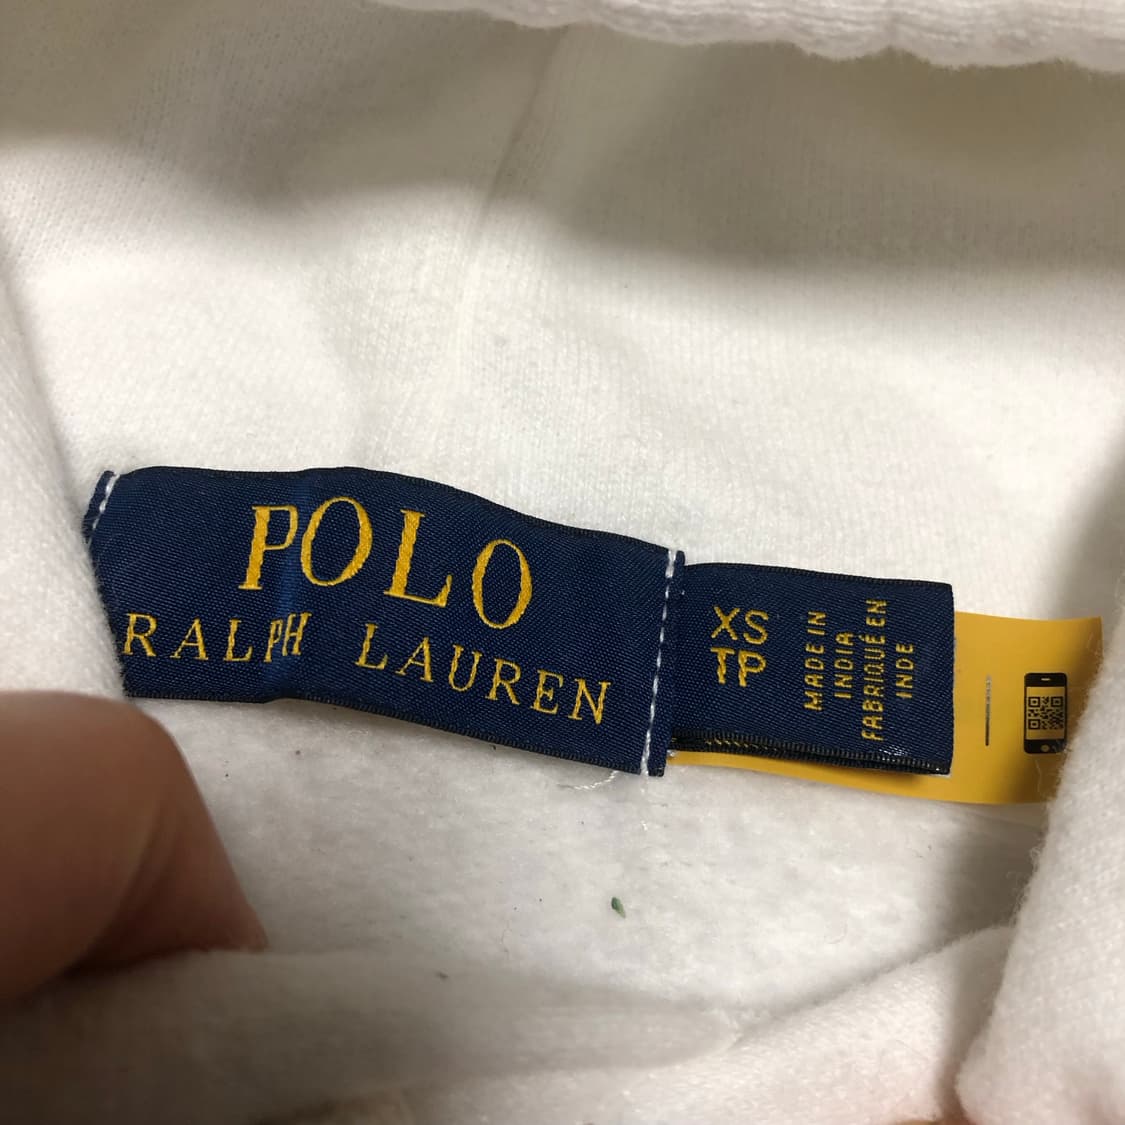 POLO
RALPH LAUREN
XS
TP
MADE IN
INDIA
FABRIQUÉ EN
INDE